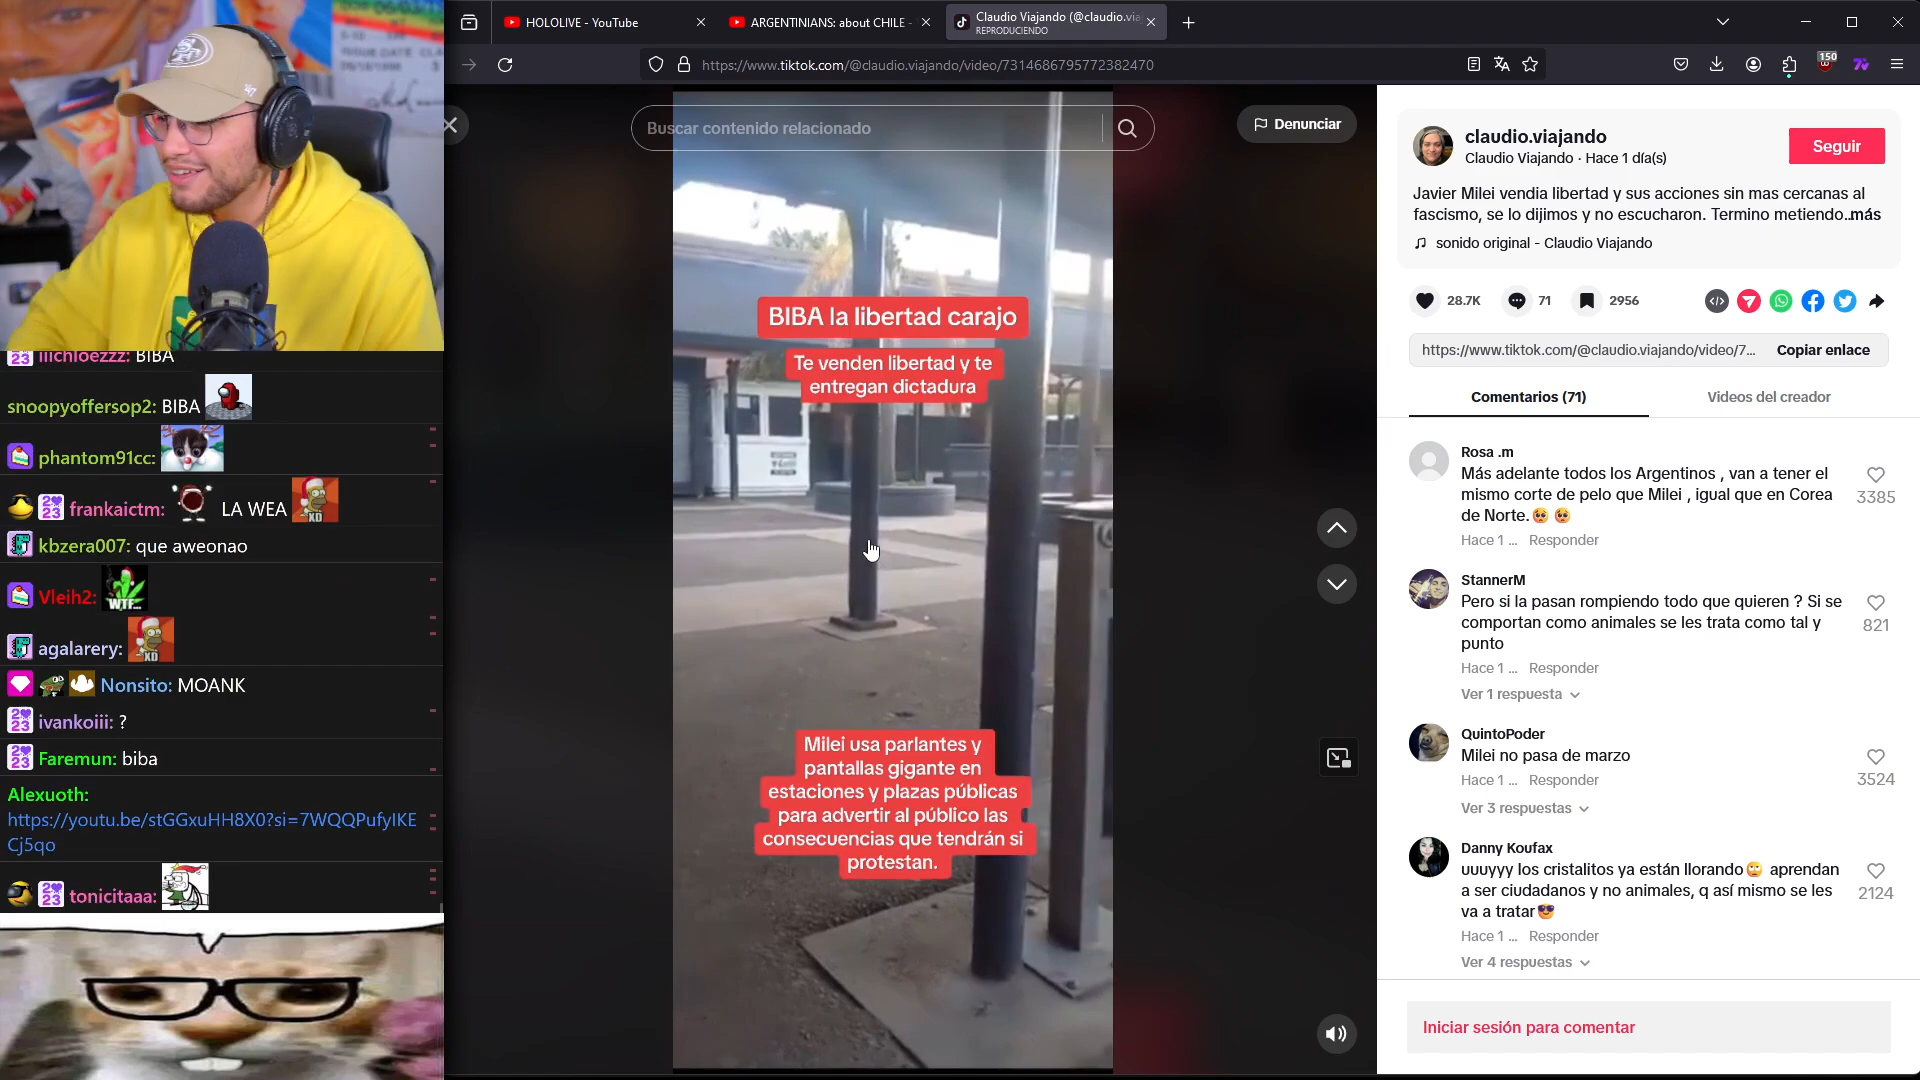 HOLOLIVE - YouTube
ARGENTINIANS: about CHILE -
Claudio Viajando (@claudio.via
REPRODUCIENDO
https://www.tiktok.com/@claudio.viajando/video/7314686795772382470
150
Buscar contenido relacionado
Denunciar
BIBA la libertad carajo
Te venden libertad y te
entregan dictadura
Milei usa parlantes y
pantallas gigante en
estaciones y plazas públicas
para advertir al público las
consecuencias que tendrán si
protestan.
claudio.viajando
Claudio Viajando · Hace 1 día(s)
Seguir
Javier Milei vendia libertad y sus acciones sin mas cercanas al
fascismo, se lo dijimos y no escucharon. Termino metiendo..más
sonido original - Claudio Viajando
28.7K
71
2956
https://www.tiktok.com/@claudio.viajando/video/7...
Copiar enlace
Comentarios (71)
Videos del creador
Rosa .m
Más adelante todos los Argentinos , van a tener el
mismo corte de pelo que Milei , igual que en Corea
de Norte.🥺 🥺
3385
Hace 1 ... Responder
StannerM
Pero si la pasan rompiendo todo que quieren ? Si se
comportan como animales se les trata como tal y
punto
821
Hace 1 ... Responder
Ver 1 respuesta
QuintoPoder
Milei no pasa de marzo
3524
Hace 1 ... Responder
Ver 3 respuestas
Danny Koufax
uuuyyy los cristalitos ya están llorando🙄 aprendan
a ser ciudadanos y no animales, q así mismo se les
va a tratar😎
2124
Hace 1 ... Responder
Ver 4 respuestas
Iniciar sesión para comentar
23 iiichloezzz: BIBA
snoopyoffersop2: BIBA
phantom91cc:
23 frankaictm: LA WEA XD
kbzera007: que aweonao
Vleih2: WTF...
agalarery: XD
Nonsito: MOANK
23 ivankoiii: ?
23 Faremun: biba
Alexuoth:
https://youtu.be/stGGxuHH8X0?si=7WQQPufyIKE
Cj5qo
23 tonicitaaa: